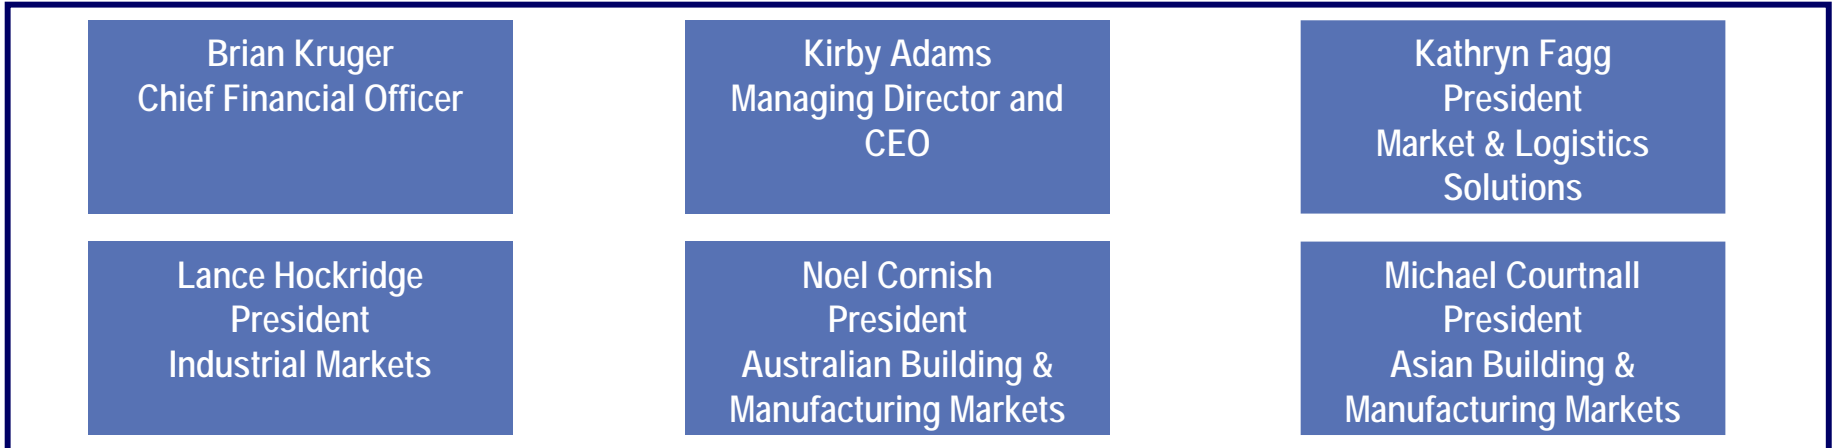 Brian Kruger
Chief Financial Officer
Kirby Adams
Managing Director and
CEO
Kathryn Fagg
President
Market & Logistics
Solutions
Lance Hockridge
President
Industrial Markets
Noel Cornish
President
Australian Building &
Manufacturing Markets
Michael Courtnall
President
Asian Building &
Manufacturing Markets